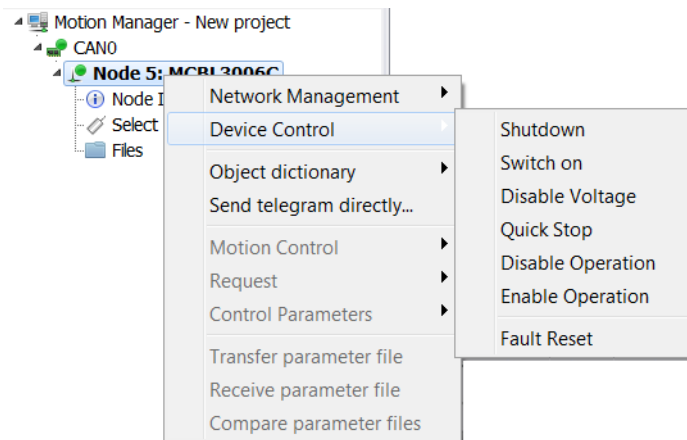 Motion Manager - New project
CAN0
Node 5: MCBL3006C
Node I
Select
Files
Network Management
Device Control
Object dictionary
Send telegram directly...
Motion Control
Request
Control Parameters
Transfer parameter file
Receive parameter file
Compare parameter files
Shutdown
Switch on
Disable Voltage
Quick Stop
Disable Operation
Enable Operation
Fault Reset